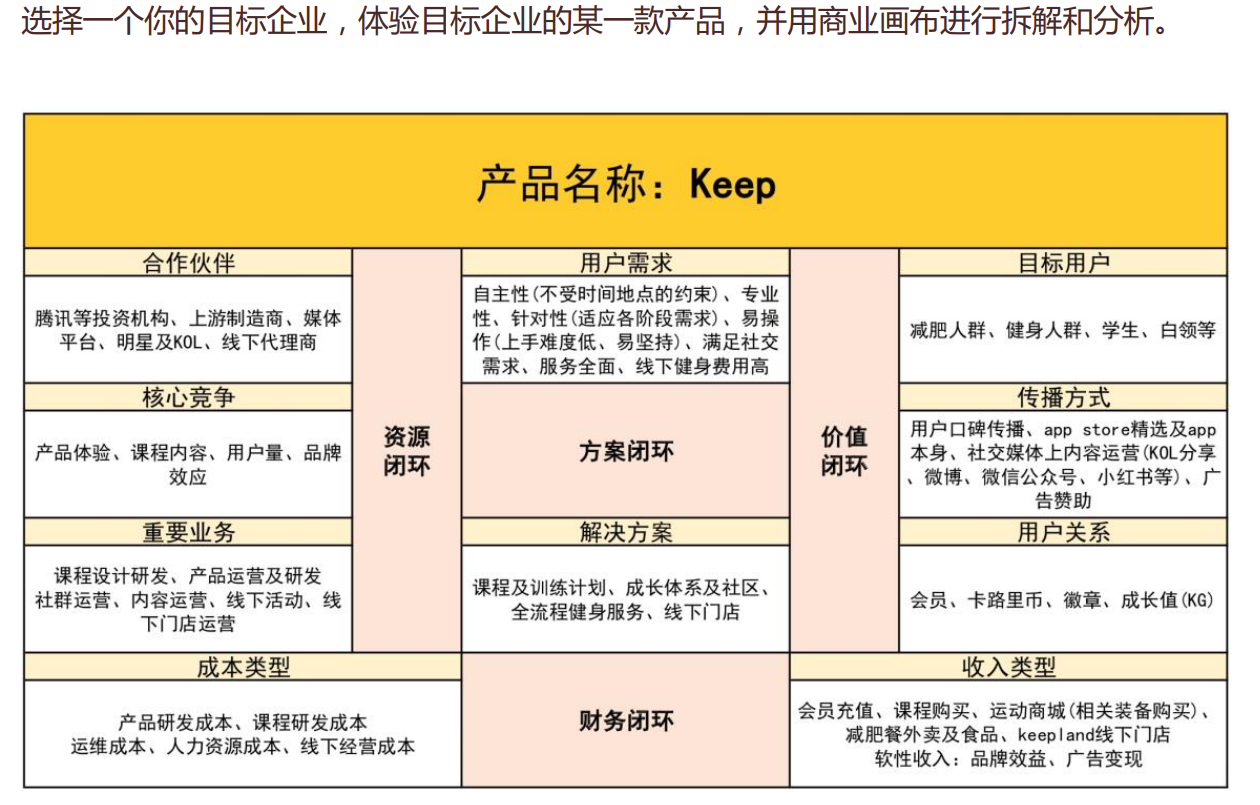 选择一个你的目标企业，体验目标企业的某一款产品，并用商业画布进行拆解和分析。
产品名称：Keep
合作伙伴
腾讯等投资机构、上游制造商、媒体
平台、明星及KOL、线下代理商
核心竞争
产品体验、课程内容、用户量、品牌
效应
重要业务
课程设计研发、产品运营及研发
社群运营、内容运营、线下活动、线
下门店运营
资源
闭环
用户需求
自主性(不受时间地点的约束)、专业
性、针对性(适应各阶段需求)、易操
作(上手难度低、易坚持)、满足社交
需求、服务全面、线下健身费用高
方案闭环
解决方案
课程及训练计划、成长体系及社区、
全流程健身服务、线下门店
价值
闭环
目标用户
减肥人群、健身人群、学生、白领等
传播方式
用户口碑传播、app store精选及app
本身、社交媒体上内容运营(KOL分享
、微博、微信公众号、小红书等)、广
告赞助
用户关系
会员、卡路里币、徽章、成长值(KG)
成本类型
产品研发成本、课程研发成本
运维成本、人力资源成本、线下经营成本
财务闭环
收入类型
会员充值、课程购买、运动商城(相关装备购买)、
减肥餐外卖及食品、keepland线下门店
软性收入：品牌效益、广告变现